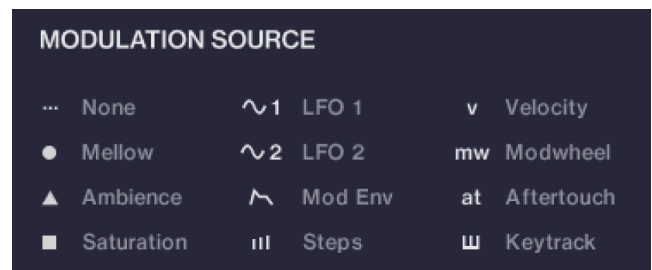 MODULATION SOURCE
··· None 1 LFO 1 v Velocity
Mellow 2 LFO 2 mw Modwheel
Ambience Mod Env at Aftertouch
Saturation Steps Keytrack